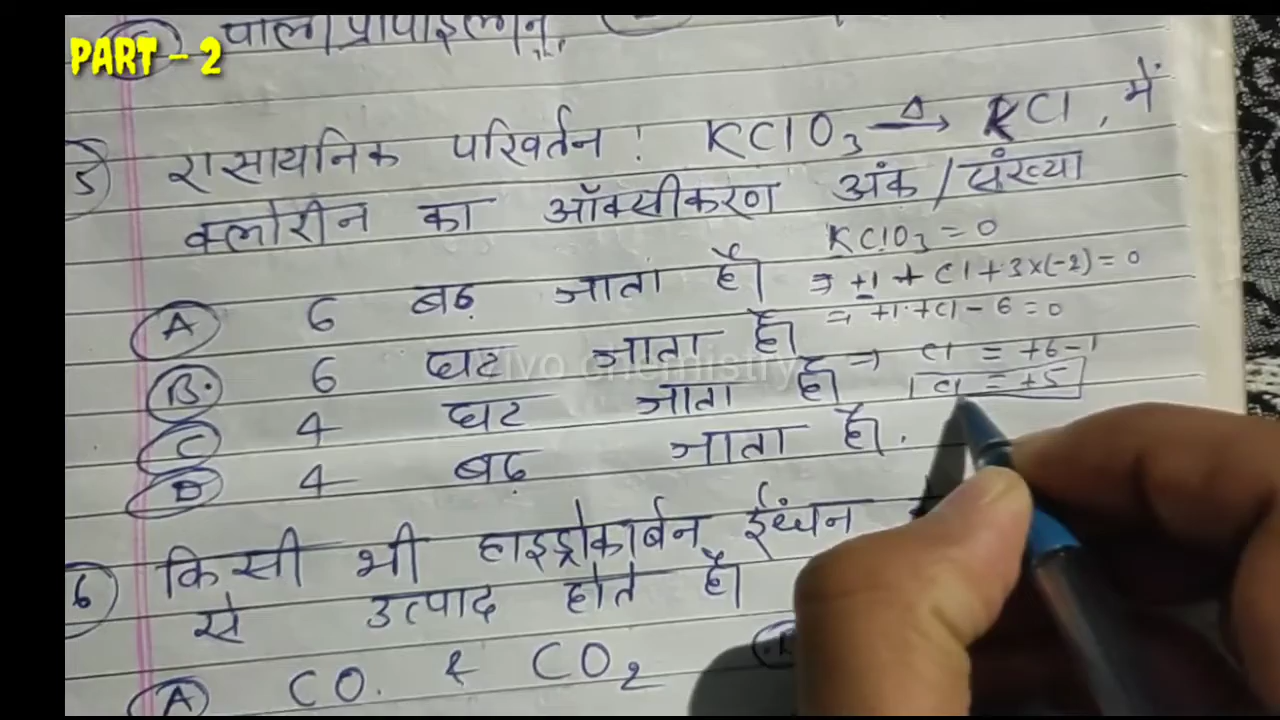 PART - 2
पाली प्रोपाइलीन
5 रासायनिक परिवर्तन ! KClO₃ —Δ→ KCl, में
क्लोरीन का ऑक्सीकरण अंक / संख्या
KClO₃ = 0
A 6 बढ़ जाता है।
⇒ +1 + Cl + 3×(-2) = 0
= +1 + Cl - 6 = 0
B. 6 घट जाता है।
→ Cl = +6-1
C 4 घट जाता है।
Cl = +5
D 4 बढ़ जाता है.
Vivo chemistry
6 किसी भी हाइड्रोकार्बन ईंधन
से उत्पाद होते है।
A CO. & CO₂